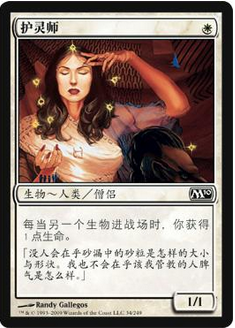 护灵师
生物～人类／僧侣
M10
每当另一个生物进战场时，你获得
1点生命。
「没人会在乎砂漏中的砂粒是怎样的大小
与形状。我也不会在乎该我管教的人脾
气是怎么样。」
Randy Gallegos
™ & © 1993-2009 Wizards of the Coast LLC 34/249
1/1